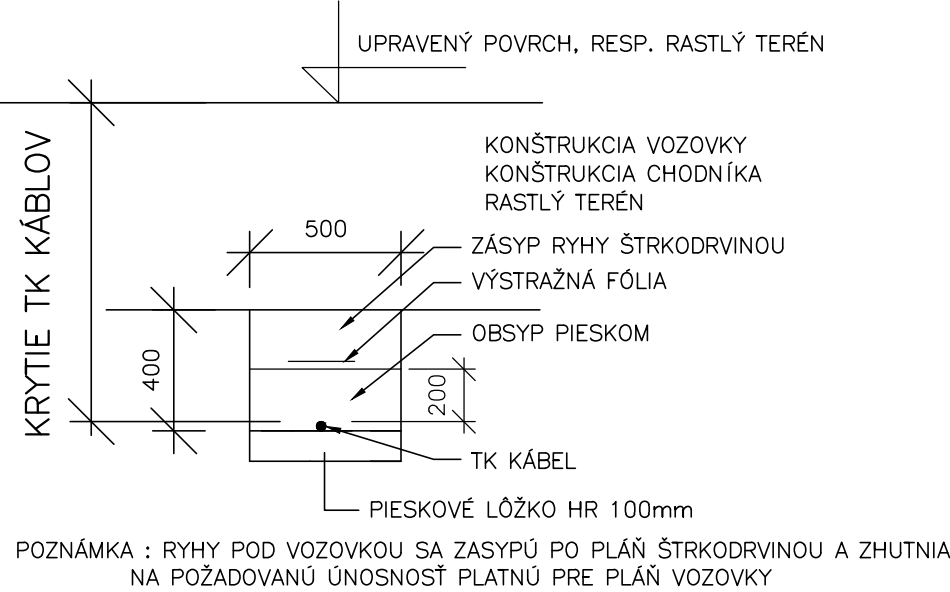 UPRAVENÝ POVRCH, RESP. RASTLÝ TERÉN
KRYTIE TK KÁBLOV
KONŠTRUKCIA VOZOVKY
KONŠTRUKCIA CHODNÍKA
RASTLÝ TERÉN
500
ZÁSYP RYHY ŠTRKODRVINOU
VÝSTRAŽNÁ FÓLIA
OBSYP PIESKOM
400
200
TK KÁBEL
PIESKOVÉ LÔŽKO HR 100mm
POZNÁMKA : RYHY POD VOZOVKOU SA ZASYPÚ PO PLÁŇ ŠTRKODRVINOU A ZHUTNIA
NA POŽADOVANÚ ÚNOSNOSŤ PLATNÚ PRE PLÁŇ VOZOVKY